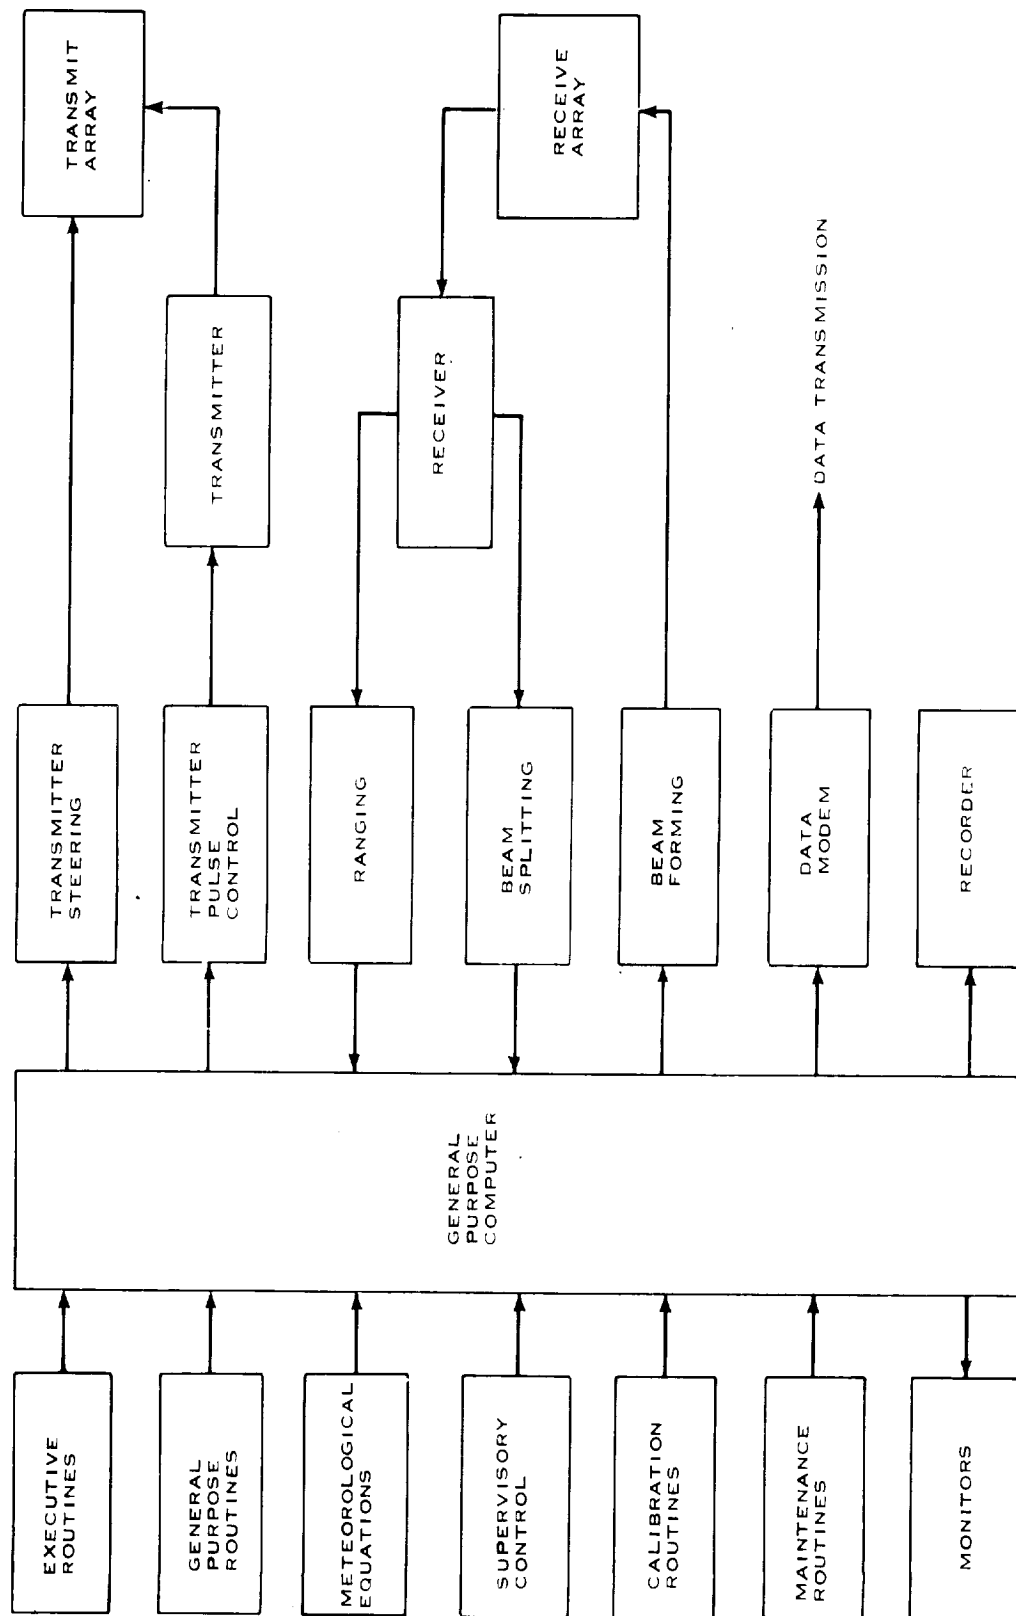 EXECUTIVE
ROUTINES
GENERAL
PURPOSE
ROUTINES
METEOROLOGICAL
EQUATIONS
SUPERVISORY
CONTROL
CALIBRATION
ROUTINES
MAINTENANCE
ROUTINES
MONITORS
GENERAL
PURPOSE
COMPUTER
TRANSMITTER
STEERING
TRANSMITTER
PULSE
CONTROL
RANGING
BEAM
SPLITTING
BEAM
FORMING
DATA
MODEM
RECORDER
TRANSMITTER
RECEIVER
DATA TRANSMISSION
TRANSMIT
ARRAY
RECEIVE
ARRAY